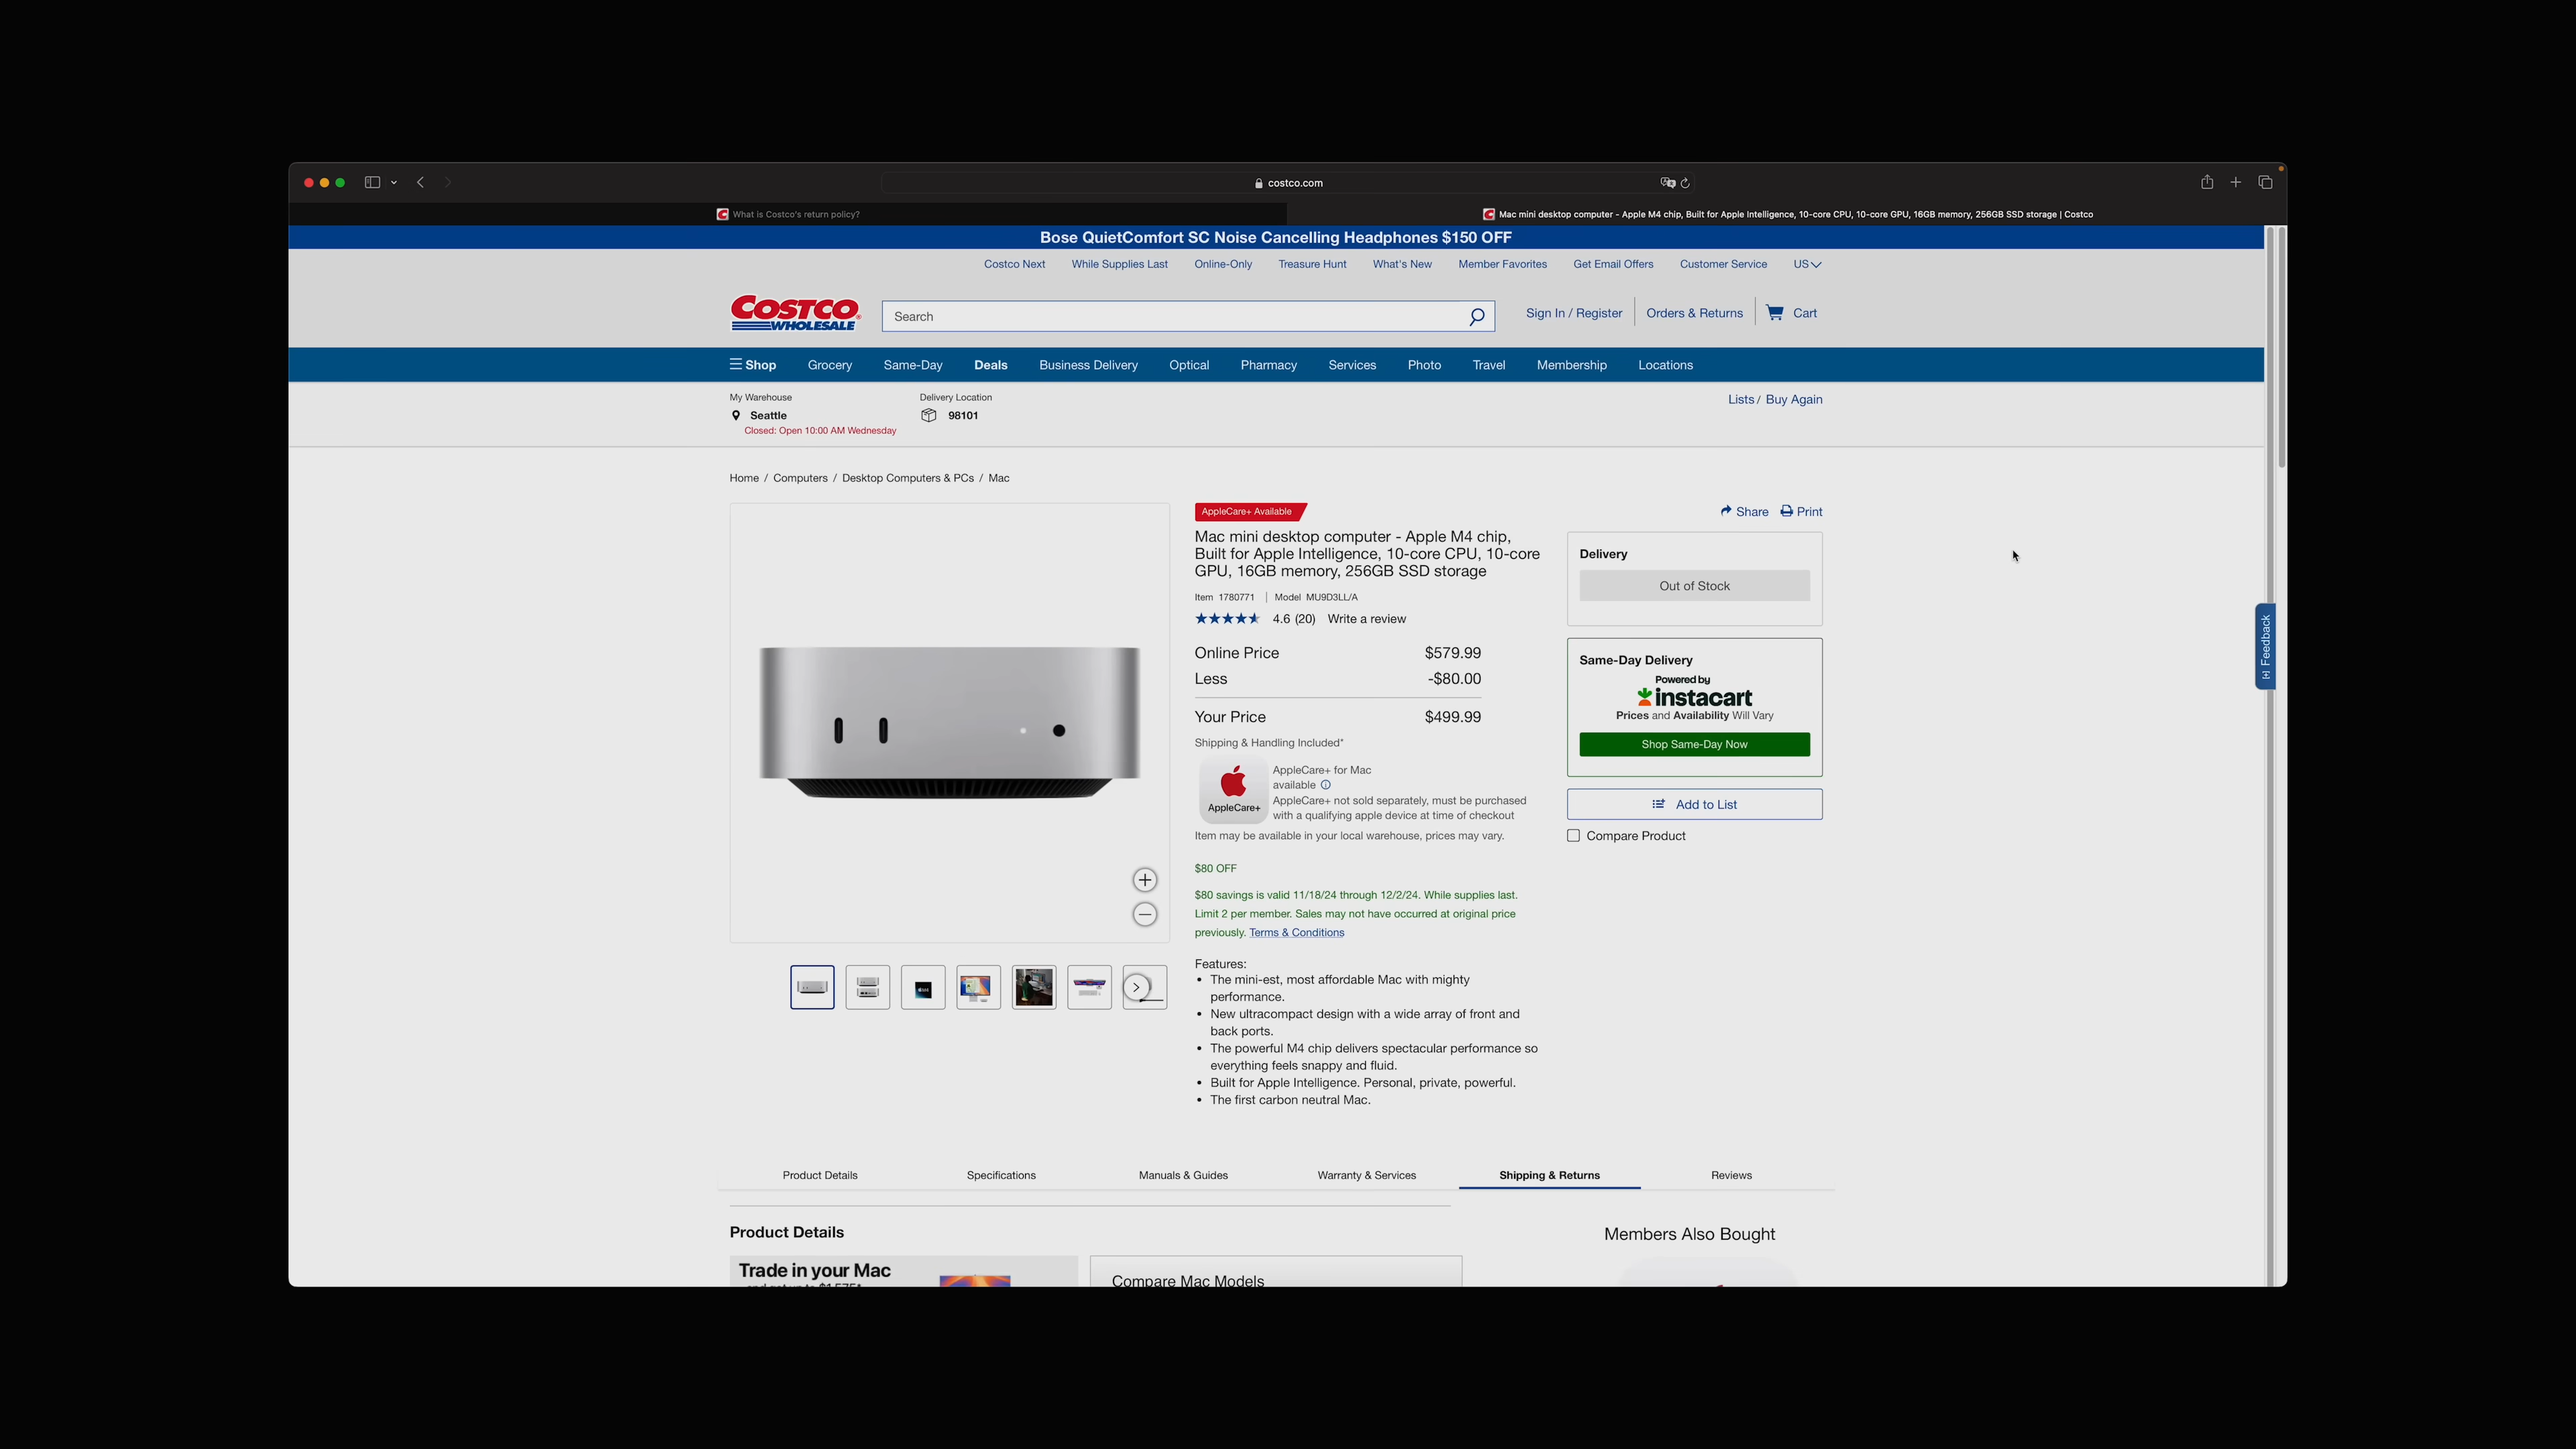 costco.com
What is Costco's return policy?
Mac mini desktop computer - Apple M4 chip, Built for Apple Intelligence, 10-core CPU, 10-core GPU, 16GB memory, 256GB SSD storage | Costco
Bose QuietComfort SC Noise Cancelling Headphones $150 OFF
Costco Next While Supplies Last Online-Only Treasure Hunt What's New Member Favorites Get Email Offers Customer Service US
COSTCO
WHOLESALE
Search
Sign In / Register Orders & Returns Cart
Shop Grocery Same-Day Deals Business Delivery Optical Pharmacy Services Photo Travel Membership Locations
My Warehouse
Seattle
Closed: Open 10:00 AM Wednesday
Delivery Location
98101
Lists / Buy Again
Home / Computers / Desktop Computers & PCs / Mac
AppleCare+ Available
Mac mini desktop computer - Apple M4 chip,
Built for Apple Intelligence, 10-core CPU, 10-core
GPU, 16GB memory, 256GB SSD storage
Item 1780771 | Model MU9D3LL/A
4.6 (20) Write a review
Online Price $579.99
Less -$80.00
Your Price $499.99
Shipping & Handling Included*
AppleCare+
AppleCare+ for Mac
available
AppleCare+ not sold separately, must be purchased
with a qualifying apple device at time of checkout
Item may be available in your local warehouse, prices may vary.
$80 OFF
$80 savings is valid 11/18/24 through 12/2/24. While supplies last.
Limit 2 per member. Sales may not have occurred at original price
previously. Terms & Conditions
Features:
• The mini-est, most affordable Mac with mighty
performance.
• New ultracompact design with a wide array of front and
back ports.
• The powerful M4 chip delivers spectacular performance so
everything feels snappy and fluid.
• Built for Apple Intelligence. Personal, private, powerful.
• The first carbon neutral Mac.
Share Print
Delivery
Out of Stock
Same-Day Delivery
Powered by
instacart
Prices and Availability Will Vary
Shop Same-Day Now
Add to List
Compare Product
[+] Feedback
Product Details Specifications Manuals & Guides Warranty & Services Shipping & Returns Reviews
Product Details
Trade in your Mac
Compare Mac Models
Members Also Bought